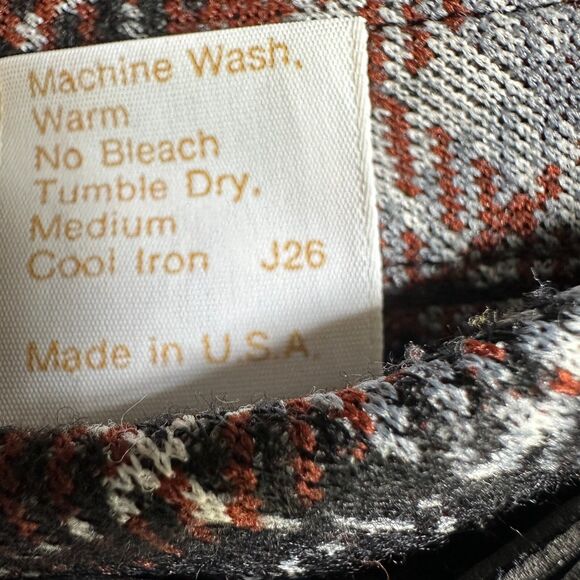 Machine Wash,
Warm
No Bleach
Tumble Dry,
Medium
Cool Iron J26
Made in U.S.A.